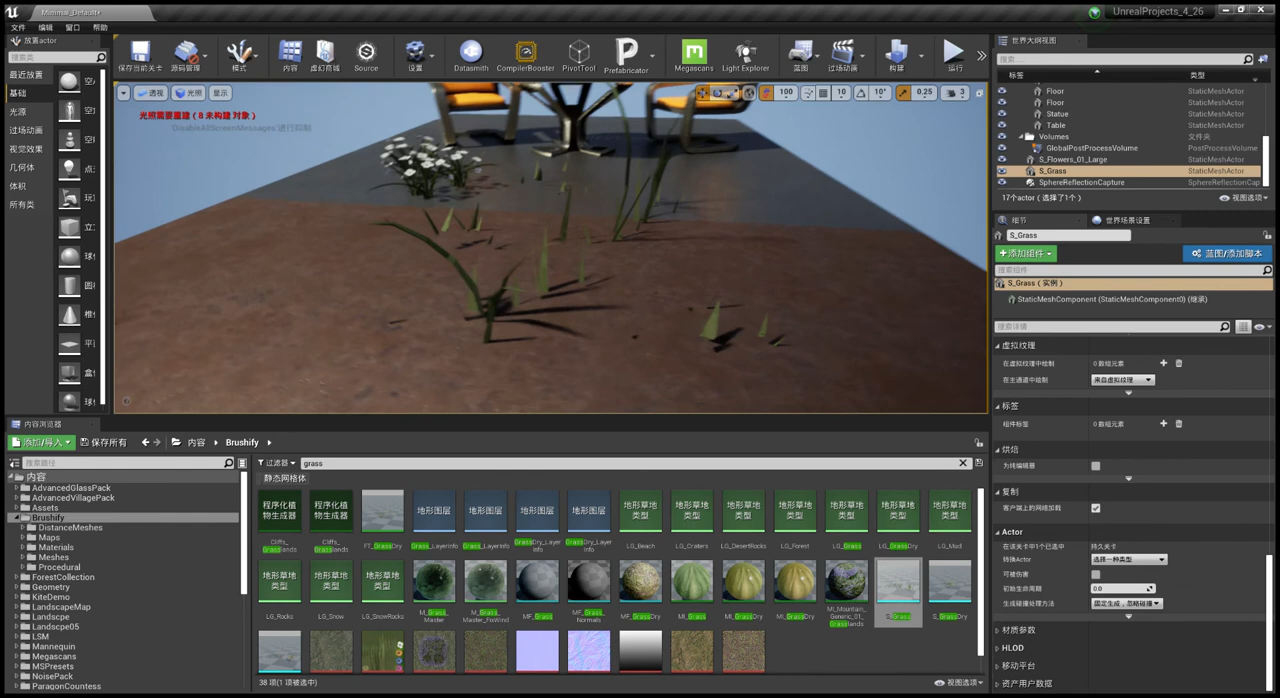 Minimal_Default•
UnrealProjects_4_26
文件 编辑 窗口 帮助
放置actor
搜索类
最近放置
基础
光源
过场动画
视觉效果
几何体
体积
所有类
保存当前关卡
源码管理
模式
内容
虚幻商城
Source
设置
Datasmith
CompilerBooster
PivotTool
Prefabricator
Megascans
Light Explorer
蓝图
过场动画
构建
运行
透视 光照 显示
100 10 10° 0.25 3
光照需要重建 ( 8 未构建 对象 )
'DisableAllScreenMessages'进行抑制
世界大纲视图
搜索...
标签 类型
Floor StaticMeshActor
Floor StaticMeshActor
Statue StaticMeshActor
Table StaticMeshActor
Volumes 文件夹
GlobalPostProcessVolume PostProcessVolume
S_Flowers_01_Large StaticMeshActor
S_Grass StaticMeshActor
SphereReflectionCapture SphereReflectionCap
17个actor ( 选择了1个 )
视图选项
细节 世界场景设置
S_Grass
添加组件 蓝图/添加脚本
搜索组件
S_Grass ( 实例 )
StaticMeshComponent (StaticMeshComponent0) (继承)
搜索详情
虚拟纹理
在虚拟纹理中绘制 0 数组元素
在主通道中绘制 来自虚拟纹理
标签
组件标签 0 数组元素
烘焙
为纯编辑器
复制
客户端上的网络加载
Actor
在该关卡中1个已选中 持久关卡
转换Actor 选择一种类型
可被伤害
初始生命周期 0.0
生成碰撞处理方法 固定生成，忽略碰撞
材质参数
HLOD
移动平台
资产用户数据
内容浏览器
添加/导入 保存所有 内容 Brushify
搜索路径
内容
AdvancedGlassPack
AdvancedVillagePack
Assets
Brushify
DistanceMeshes
Maps
Materials
Meshes
Procedural
ForestCollection
Geometry
KiteDemo
LandscapeMap
Landscpe
Landscpe05
LSM
Mannequin
Megascans
MSPresets
NoisePack
ParagonCountess
过滤器 grass
静态网格体
程序化植物生成器 程序化植物生成器 地形图层 地形图层 地形图层 地形图层 地形草地类型 地形草地类型 地形草地类型 地形草地类型 地形草地类型 地形草地类型 地形草地类型
Cliffs_Grasslands Cliffs_Grasslands FT_GrassDry Grass_LayerInfo Grass_LayerInfo GrassDry_Layer Info GrassDry_Layer Info LG_Beach LG_Craters LG_DesertRocks LG_Forest LG_Grass LG_GrassDry LG_Mud
地形草地类型 地形草地类型 地形草地类型
LG_Rocks LG_Snow LG_SnowRocks M_Grass_Master M_Grass_Master_FixWind MF_Grass MF_Grass_Normals MF_GrassDry MI_Grass MI_GrassDry MI_GrassDry MI_Mountain_Generic_01_Grasslands S_Grass S_GrassDry
38 项(1 项被选中)
视图选项